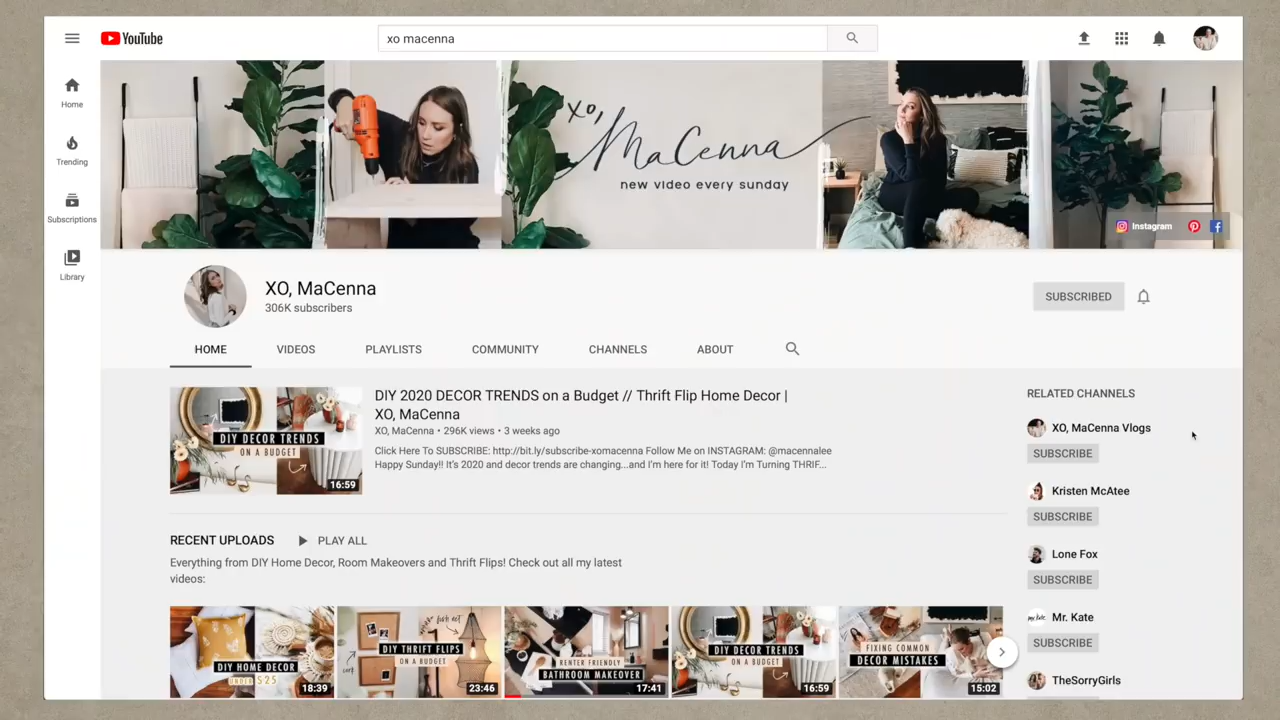 YouTube
xo macenna
Home
Trending
Subscriptions
Library
xo,
MaCenna
new video every sunday
Instagram
XO, MaCenna
306K subscribers
SUBSCRIBED
HOME VIDEOS PLAYLISTS COMMUNITY CHANNELS ABOUT
DIY DECOR TRENDS
ON A BUDGET
16:59
DIY 2020 DECOR TRENDS on a Budget // Thrift Flip Home Decor |
XO, MaCenna
XO, MaCenna • 296K views • 3 weeks ago
Click Here To SUBSCRIBE: http://bit.ly/subscribe-xomacenna Follow Me on INSTAGRAM: @macennalee
Happy Sunday!! It's 2020 and decor trends are changing...and I'm here for it! Today I'm Turning THRIF...
RELATED CHANNELS
XO, MaCenna Vlogs
SUBSCRIBE
Kristen McAtee
SUBSCRIBE
Lone Fox
SUBSCRIBE
Mr. Kate
SUBSCRIBE
TheSorryGirls
RECENT UPLOADS PLAY ALL
Everything from DIY Home Decor, Room Makeovers and Thrift Flips! Check out all my latest
videos:
DIY HOME DECOR
UNDER $25
18:39
DIY THRIFT FLIPS
ON A BUDGET
23:46
RENTER FRIENDLY
BATHROOM MAKEOVER
17:41
DIY DECOR TRENDS
ON A BUDGET
16:59
FIXING COMMON
DECOR MISTAKES
15:02